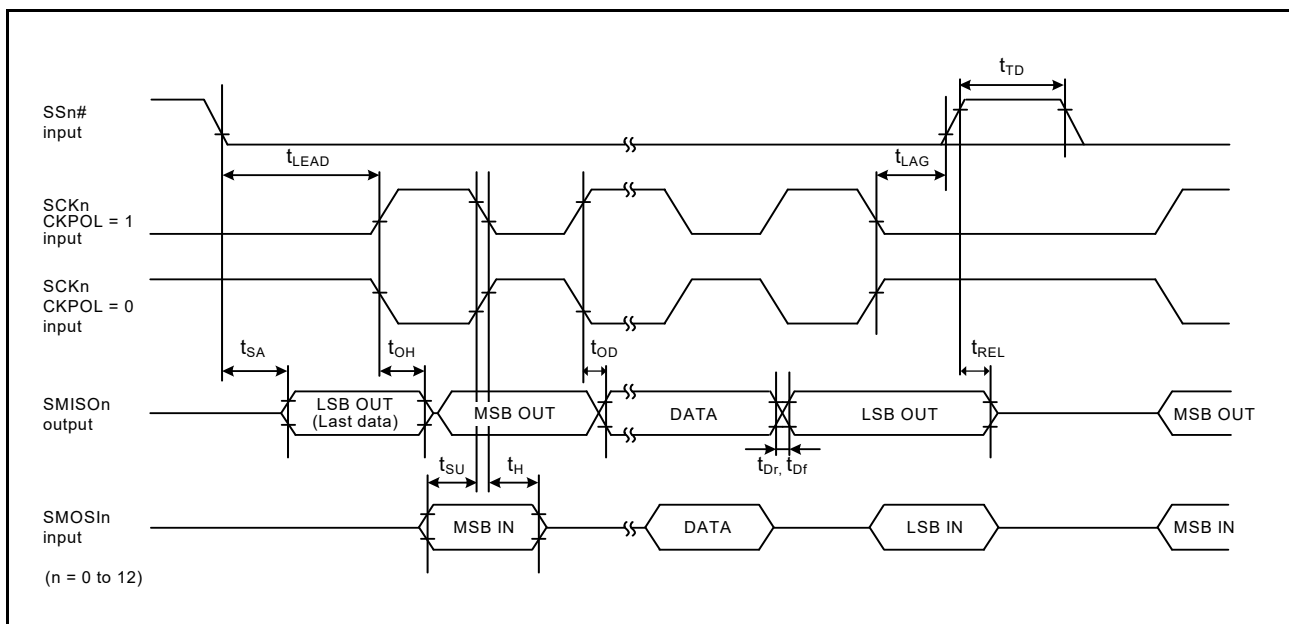 tTD
SSn#
input
tLEAD
tLAG
SCKn
CKPOL = 1
input
SCKn
CKPOL = 0
input
tSA
tOH
tOD
tREL
SMISOn
output
LSB OUT
(Last data)
MSB OUT
DATA
LSB OUT
MSB OUT
tSU
tH
tDr, tDf
SMOSIn
input
MSB IN
DATA
LSB IN
MSB IN
(n = 0 to 12)